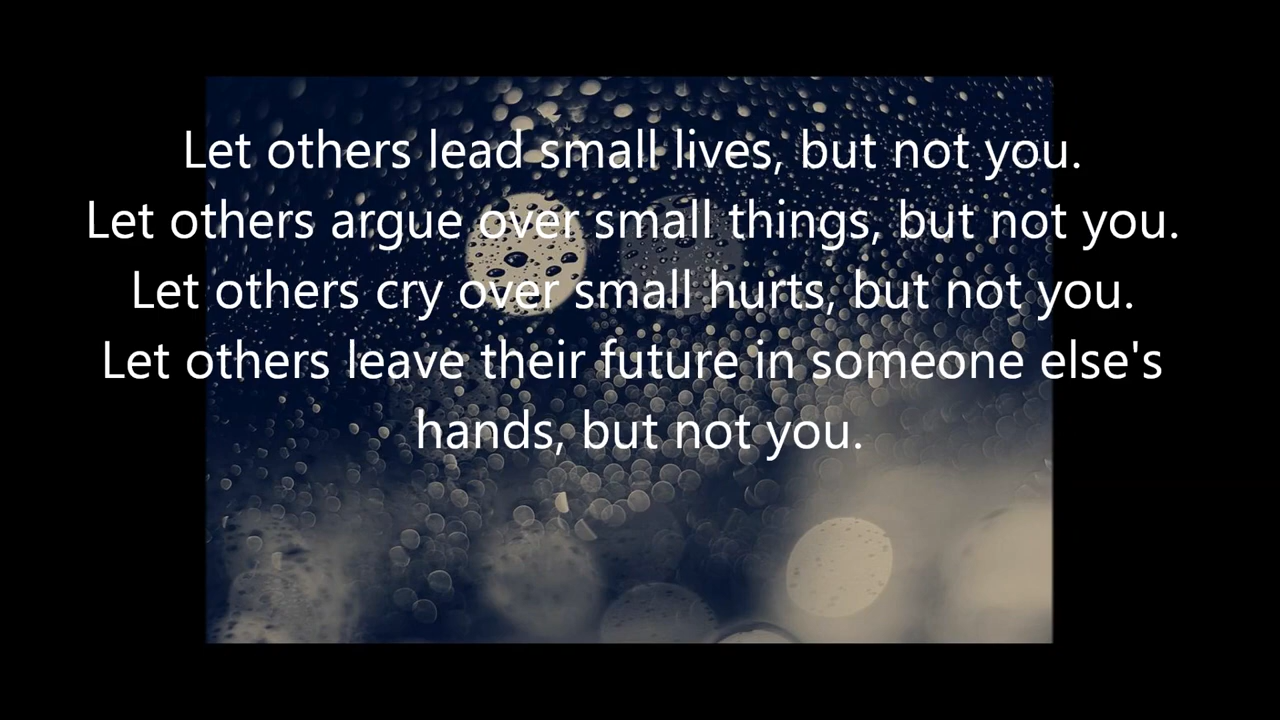 Let others lead small lives, but not you.
Let others argue over small things, but not you.
Let others cry over small hurts, but not you.
Let others leave their future in someone else's
hands, but not you.